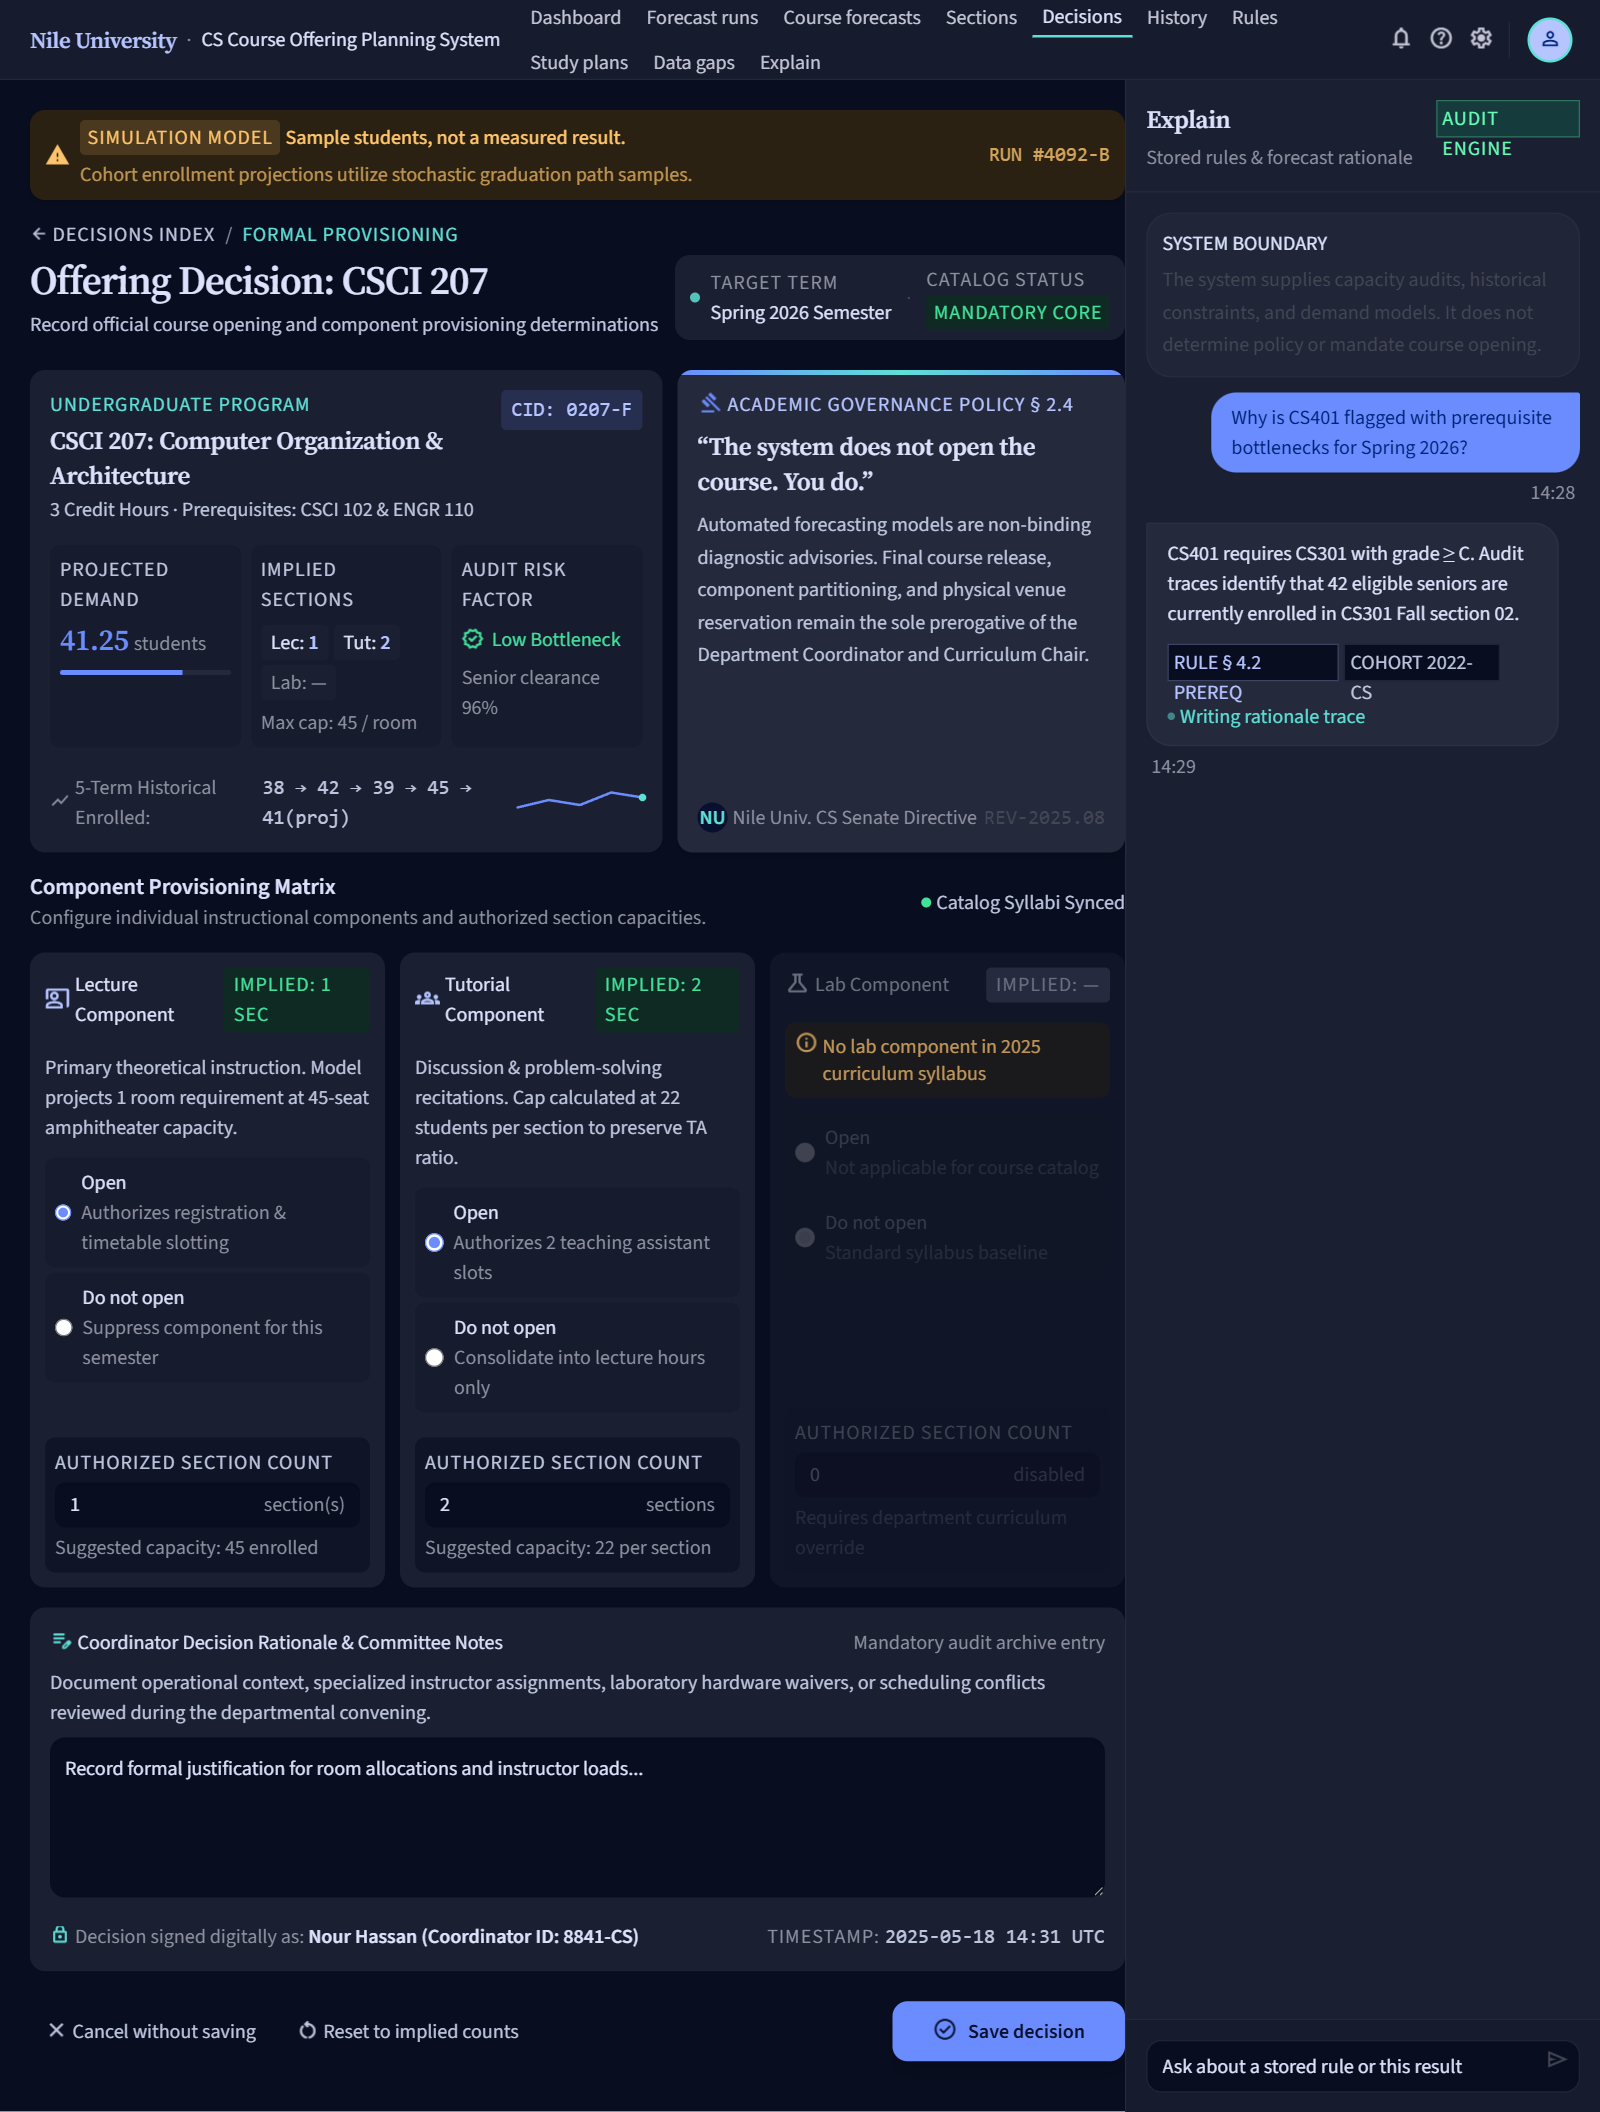 Nile University · CS Course Offering Planning System
Dashboard Forecast runs Course forecasts Sections Decisions History Rules
Study plans Data gaps Explain
SIMULATION MODEL Sample students, not a measured result.
Cohort enrollment projections utilize stochastic graduation path samples.
RUN #4092-B
← DECISIONS INDEX / FORMAL PROVISIONING
Offering Decision: CSCI 207
Record official course opening and component provisioning determinations
TARGET TERM
Spring 2026 Semester
·
CATALOG STATUS
MANDATORY CORE
UNDERGRADUATE PROGRAM
CID: 0207-F
CSCI 207: Computer Organization &
Architecture
3 Credit Hours · Prerequisites: CSCI 102 & ENGR 110
PROJECTED
DEMAND
41.25 students
IMPLIED
SECTIONS
Lec: 1 Tut: 2
Lab: —
Max cap: 45 / room
AUDIT RISK
FACTOR
Low Bottleneck
Senior clearance
96%
5-Term Historical
Enrolled:
38 → 42 → 39 → 45 →
41(proj)
ACADEMIC GOVERNANCE POLICY § 2.4
“The system does not open the
course. You do.”
Automated forecasting models are non-binding
diagnostic advisories. Final course release,
component partitioning, and physical venue
reservation remain the sole prerogative of the
Department Coordinator and Curriculum Chair.
NU Nile Univ. CS Senate Directive REV-2025.08
Component Provisioning Matrix
Configure individual instructional components and authorized section capacities.
Catalog Syllabi Synced
Lecture
Component
IMPLIED: 1
SEC
Primary theoretical instruction. Model
projects 1 room requirement at 45-seat
amphitheater capacity.
Open
Authorizes registration &
timetable slotting
Do not open
Suppress component for this
semester
AUTHORIZED SECTION COUNT
1 section(s)
Suggested capacity: 45 enrolled
Tutorial
Component
IMPLIED: 2
SEC
Discussion & problem-solving
recitations. Cap calculated at 22
students per section to preserve TA
ratio.
Open
Authorizes 2 teaching assistant
slots
Do not open
Consolidate into lecture hours
only
AUTHORIZED SECTION COUNT
2 sections
Suggested capacity: 22 per section
Lab Component
IMPLIED: —
No lab component in 2025
curriculum syllabus
Open
Not applicable for course catalog
Do not open
Standard syllabus baseline
AUTHORIZED SECTION COUNT
0 disabled
Requires department curriculum
override
Coordinator Decision Rationale & Committee Notes
Mandatory audit archive entry
Document operational context, specialized instructor assignments, laboratory hardware waivers, or scheduling conflicts
reviewed during the departmental convening.
Record formal justification for room allocations and instructor loads...
Decision signed digitally as: Nour Hassan (Coordinator ID: 8841-CS)
TIMESTAMP: 2025-05-18 14:31 UTC
Cancel without saving
Reset to implied counts
Save decision
Explain
Stored rules & forecast rationale
AUDIT
ENGINE
SYSTEM BOUNDARY
The system supplies capacity audits, historical
constraints, and demand models. It does not
determine policy or mandate course opening.
Why is CS401 flagged with prerequisite
bottlenecks for Spring 2026?
14:28
CS401 requires CS301 with grade ≥ C. Audit
traces identify that 42 eligible seniors are
currently enrolled in CS301 Fall section 02.
RULE § 4.2
PREREQ
COHORT 2022-
CS
Writing rationale trace
14:29
Ask about a stored rule or this result